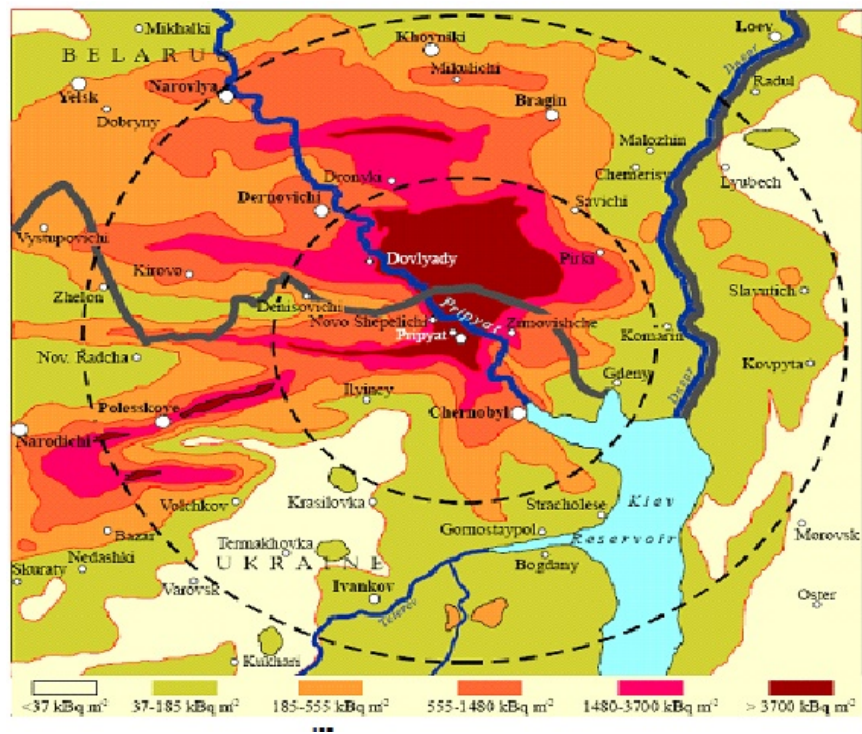 Mikhalki
Loev
Khoyniki
BELARUS
Dnepr
Mikulichi
Yelsk
Narovlya
Radul
Bragin
Dobryny
Malozhin
Chemerisy
Lyubech
Dronyki
Dernovichi
Savichi
Vystupovichi
Dovlyady
Pirki
Kirovo
Zhelon
Slavutich
Denisovichi
Pripyat
Novo Shepelichi
Zimovishche
Komarin
Pripyat
Nov. Radcha
Kovpyta
Gdeny
Ilyincy
Dnepr
Polesskoye
Chernobyl
Narodichi
Volchkov
Krasilovka
Stracholese
Kiev
Reservoir
Gornostaypol
Morovsk
Bazar
Termakhovka
Nedashki
UKRAINE
Bogdany
Skuraty
Varovsk
Ivankov
Oster
Teterev
Kukhari
<37 kBq m²
37-185 kBq m²
185-555 kBq m²
555-1480 kBq m²
1480-3700 kBq m²
> 3700 kBq m²